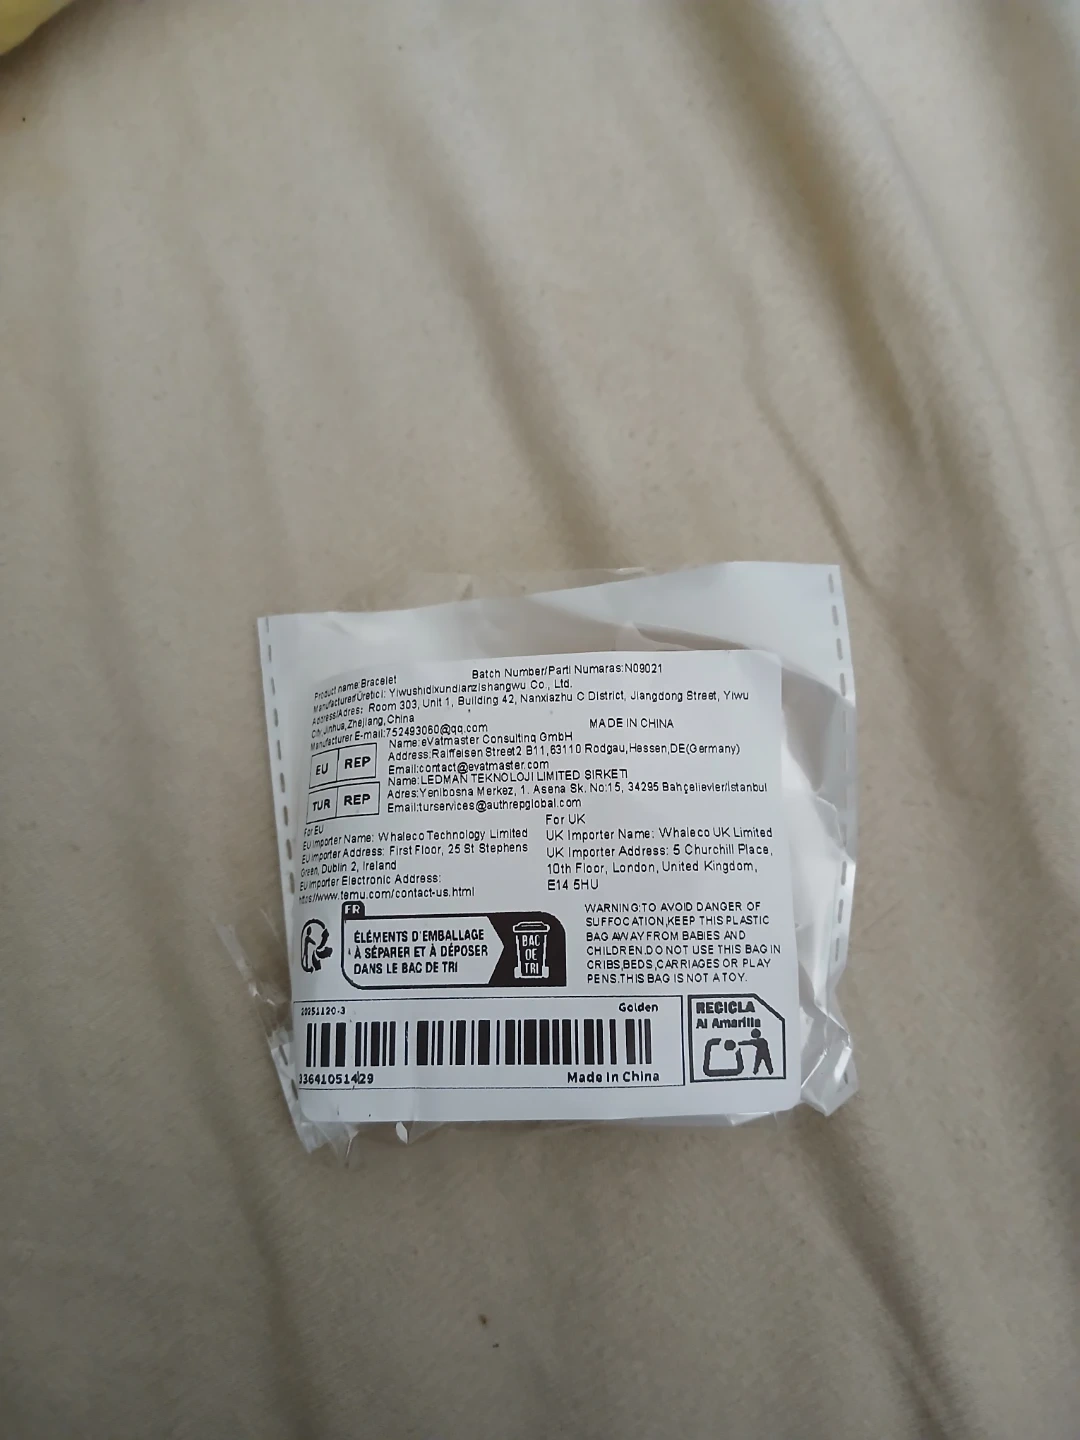 Product name:Bracelet
Batch Number/Parti Numarası:N09021
Manufacturer/Üretici: Yiwushidixundianzishangwu Co., Ltd.
Address/Adres: Room 303, Unit 1, Building 42, Nanxiazhu C District, Jiangdong Street, Yiwu
City, Jinhua, Zhejiang, China
Manufacturer E-mail:752493060@qq.com
MADE IN CHINA
EU REP
Name:eVatmaster Consulting GmbH
Address:Raiffeisen Street2 B11,63110 Rodgau,Hessen,DE(Germany)
Email:contact@evatmaster.com
TUR REP
Name:LEDMAN TEKNOLOJI LIMITED SIRKETI
Adres:Yenibosna Merkez, 1. Asena Sk. No:15, 34295 Bahçelievler/Istanbul
Email:turservices@authrepglobal.com
For EU
EU Importer Name: Whaleco Technology Limited
EU Importer Address: First Floor, 25 St Stephens
Green, Dublin 2, Ireland
EU Importer Electronic Address:
https://www.temu.com/contact-us.html
For UK
UK Importer Name: Whaleco UK Limited
UK Importer Address: 5 Churchill Place,
10th Floor, London, United Kingdom,
E14 5HU
FR
ÉLÉMENTS D'EMBALLAGE
À SÉPARER ET À DÉPOSER
DANS LE BAC DE TRI
BAC
DE
TRI
WARNING:TO AVOID DANGER OF
SUFFOCATION,KEEP THIS PLASTIC
BAG AWAY FROM BABIES AND
CHILDREN.DO NOT USE THIS BAG IN
CRIBS,BEDS,CARRIAGES OR PLAY
PENS.THIS BAG IS NOT A TOY.
20251120-3
Golden
33641051429
Made In China
RECICLA
Al Amarillo